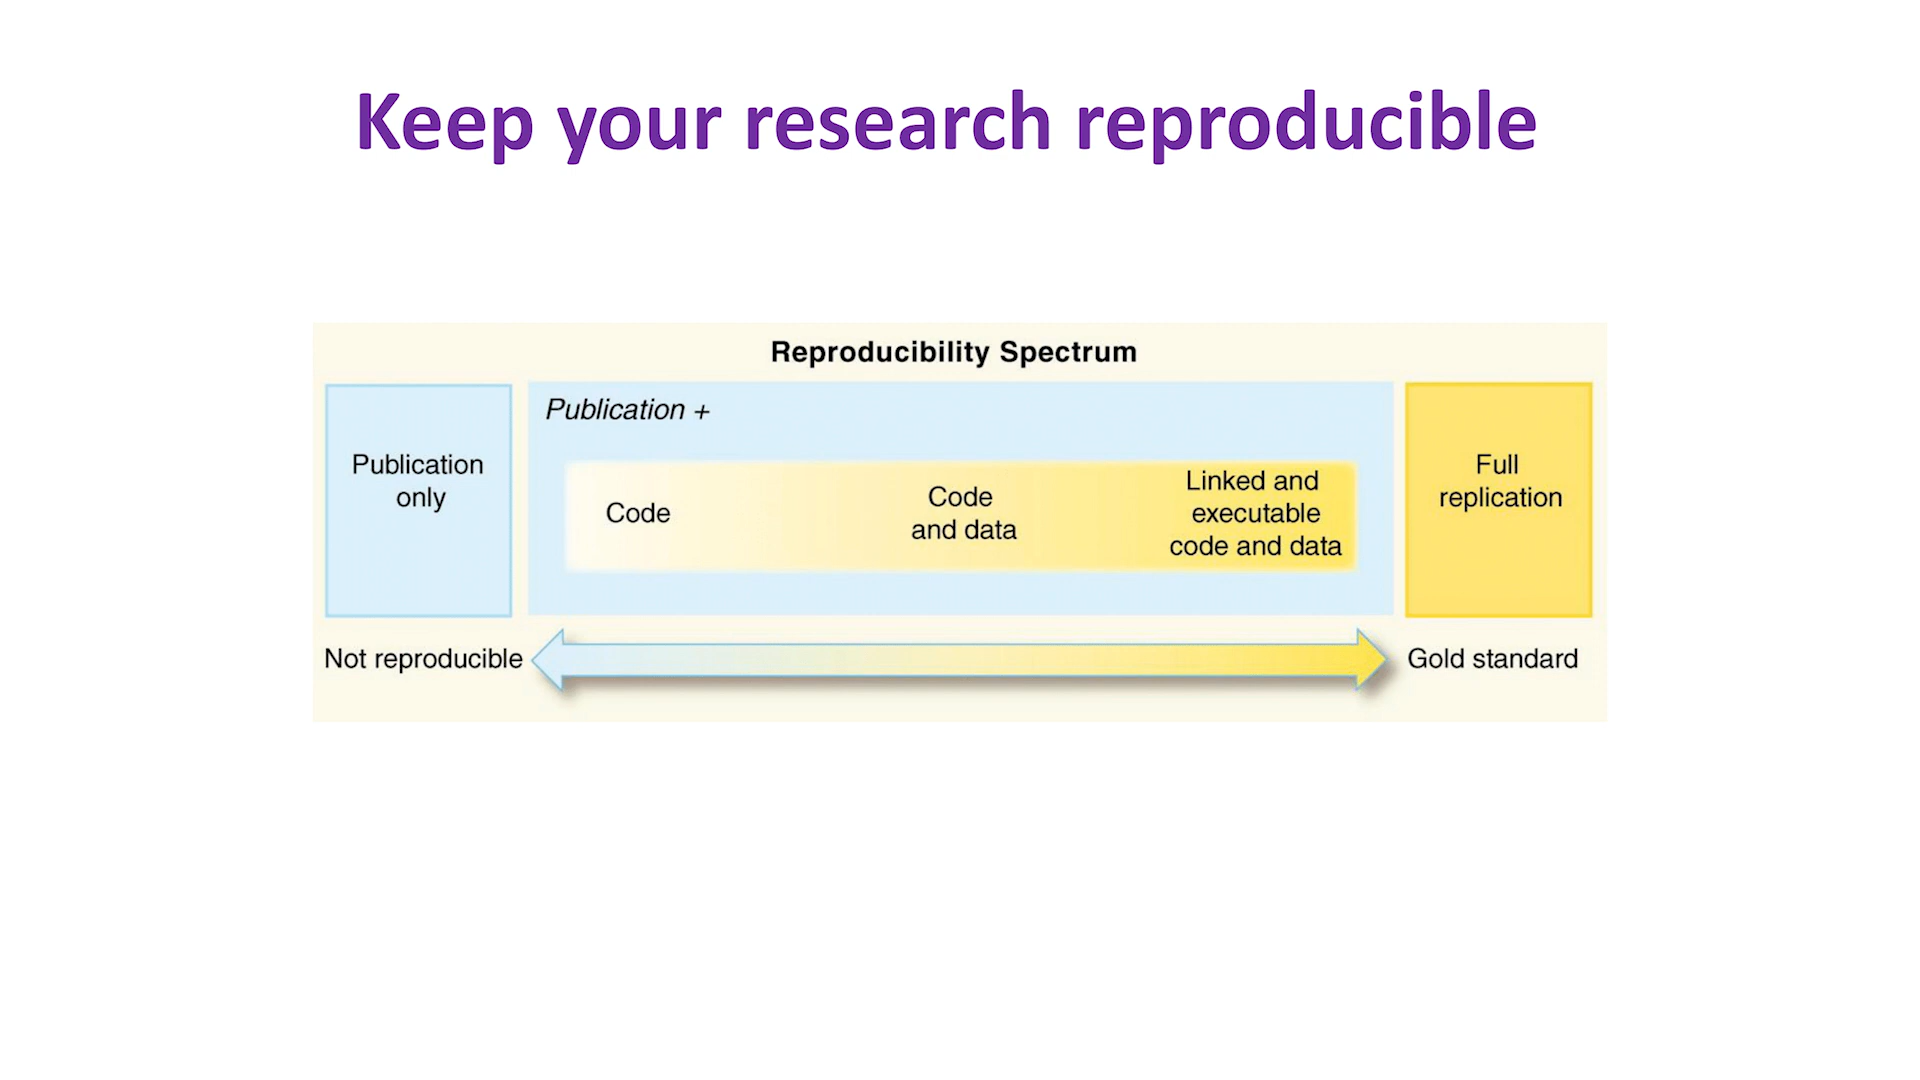 Keep your research reproducible
Reproducibility Spectrum
Publication
only
Publication +
Code
Code
and data
Linked and
executable
code and data
Full
replication
Not reproducible
Gold standard